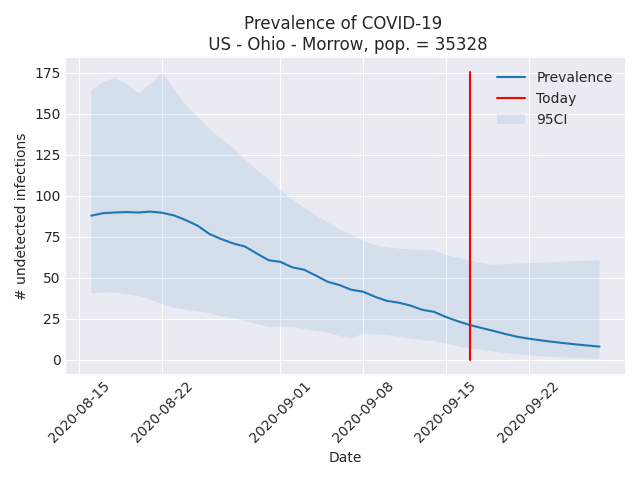 Prevalence of COVID-19
US - Ohio - Morrow, pop. = 35328
Prevalence
Today
95CI
# undetected infections
175
150
125
100
75
50
25
0
2020-08-15
2020-08-22
2020-09-01
2020-09-08
2020-09-15
2020-09-22
Date